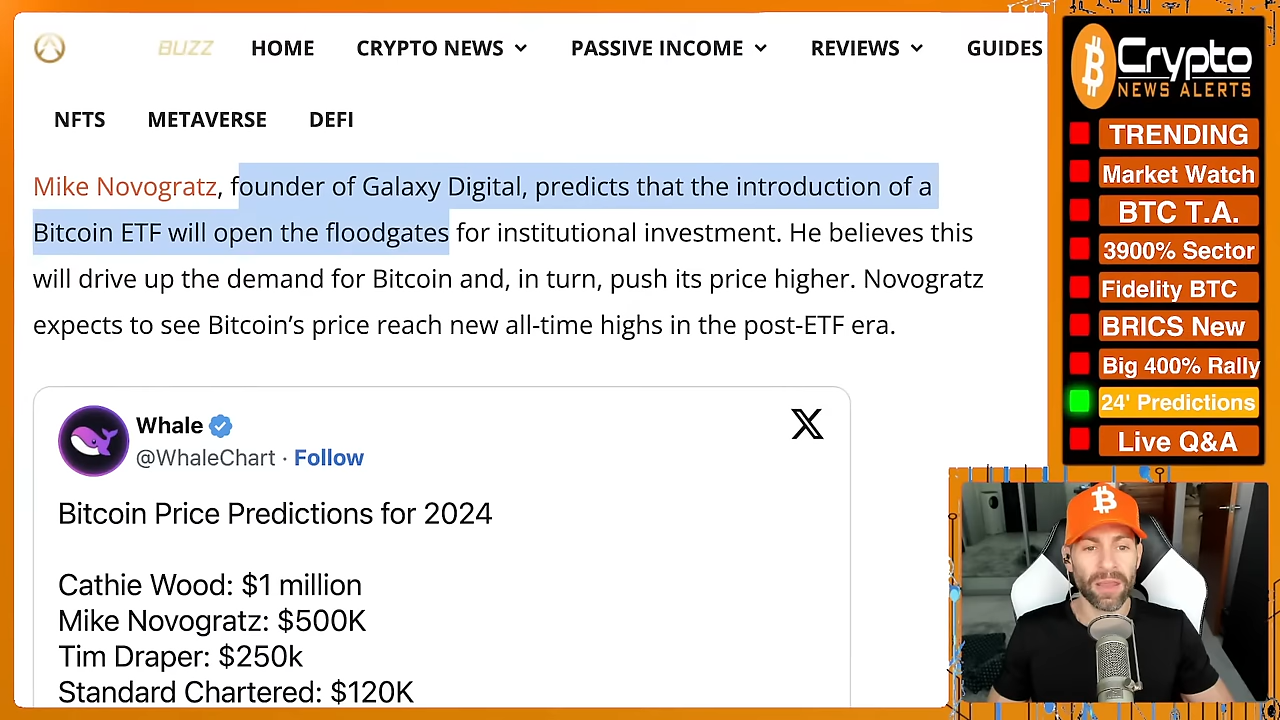 BUZZ HOME CRYPTO NEWS PASSIVE INCOME REVIEWS GUIDES
NFTS METAVERSE DEFI
Mike Novogratz, founder of Galaxy Digital, predicts that the introduction of a
Bitcoin ETF will open the floodgates for institutional investment. He believes this
will drive up the demand for Bitcoin and, in turn, push its price higher. Novogratz
expects to see Bitcoin’s price reach new all-time highs in the post-ETF era.
Whale
@WhaleChart · Follow
Bitcoin Price Predictions for 2024
Cathie Wood: $1 million
Mike Novogratz: $500K
Tim Draper: $250k
Standard Chartered: $120K
Crypto
NEWS ALERTS
TRENDING
Market Watch
BTC T.A.
3900% Sector
Fidelity BTC
BRICS New
Big 400% Rally
24' Predictions
Live Q&A